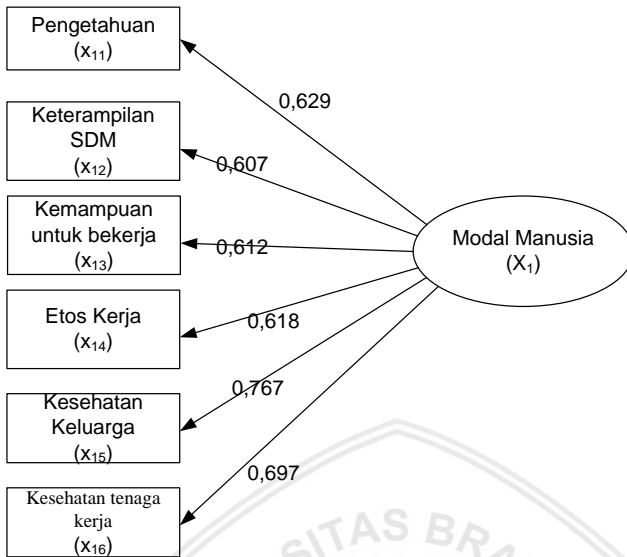 Pengetahuan
(x₁₁)
0,629
Keterampilan
SDM
(x₁₂)
0,607
Kemampuan
untuk bekerja
(x₁₃)
0,612
Modal Manusia
(X₁)
Etos Kerja
(x₁₄)
0,618
Kesehatan
Keluarga
(x₁₅)
0,767
Kesehatan tenaga
kerja
(x₁₆)
0,697